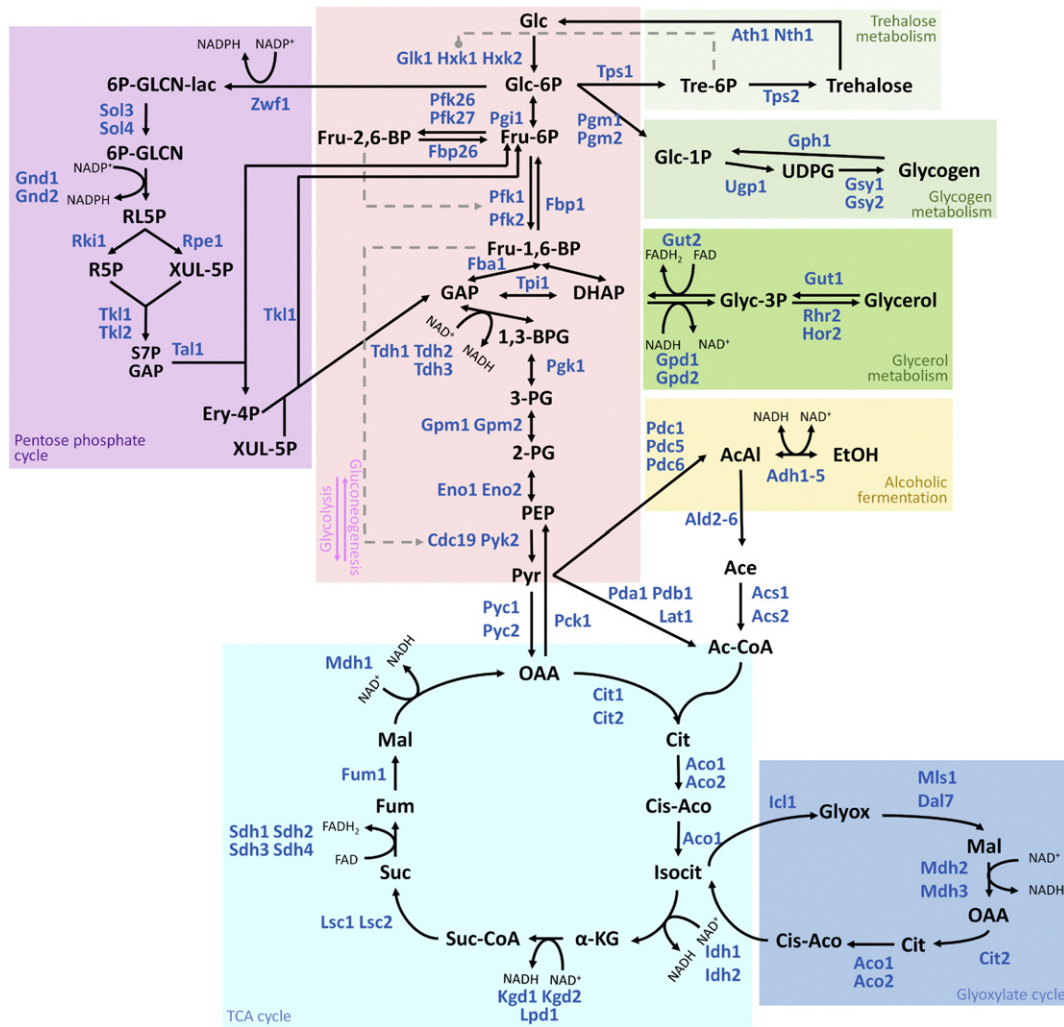 Glc
Trehalose
metabolism
Ath1 Nth1
NADPH
NADP⁺
Glk1 Hxk1 Hxk2
6P-GLCN-lac
Zwf1
Glc-6P
Tps1
Tre-6P
Tps2
Trehalose
Sol3
Sol4
Pfk26
Pfk27
Pgi1
Pgm1
Pgm2
Fru-2,6-BP
Fru-6P
Fbp26
Gph1
Glc-1P
UDPG
Glycogen
Ugp1
Gsy1
Gsy2
Glycogen
metabolism
6P-GLCN
NADP⁺
Gnd1
Gnd2
NADPH
RL5P
Pfk1
Pfk2
Fbp1
Rki1
Rpe1
R5P
XUL-5P
Fru-1,6-BP
Fba1
Tpi1
GAP
DHAP
Gut2
FADH₂
FAD
Gut1
Glyc-3P
Glycerol
Rhr2
Hor2
NADH
NAD⁺
Gpd1
Gpd2
Glycerol
metabolism
Tkl1
Tkl2
Tkl1
S7P
GAP
Tal1
NAD⁺
NADH
1,3-BPG
Tdh1 Tdh2
Tdh3
Pgk1
3-PG
Ery-4P
XUL-5P
Pentose phosphate
cycle
Gpm1 Gpm2
2-PG
Eno1 Eno2
PEP
Glycolysis
Gluconeogenesis
Cdc19 Pyk2
Pyr
Pdc1
Pdc5
Pdc6
NADH
NAD⁺
AcAl
EtOH
Adh1-5
Alcoholic
fermentation
Ald2-6
Ace
Pda1 Pdb1
Lat1
Acs1
Acs2
Pyc1
Pyc2
Pck1
Ac-CoA
Mdh1
NADH
NAD⁺
OAA
Cit1
Cit2
Mal
Cit
Fum1
Aco1
Aco2
Fum
Cis-Aco
Sdh1 Sdh2
Sdh3 Sdh4
FADH₂
FAD
Aco1
Suc
Isocit
Lsc1 Lsc2
Suc-CoA
α-KG
NAD⁺
NADH
Idh1
Idh2
NADH
NAD⁺
Kgd1 Kgd2
Lpd1
TCA cycle
Icl1
Glyox
Mls1
Dal7
Mal
Mdh2
Mdh3
NAD⁺
NADH
OAA
Cis-Aco
Cit
Cit2
Aco1
Aco2
Glyoxylate cycle